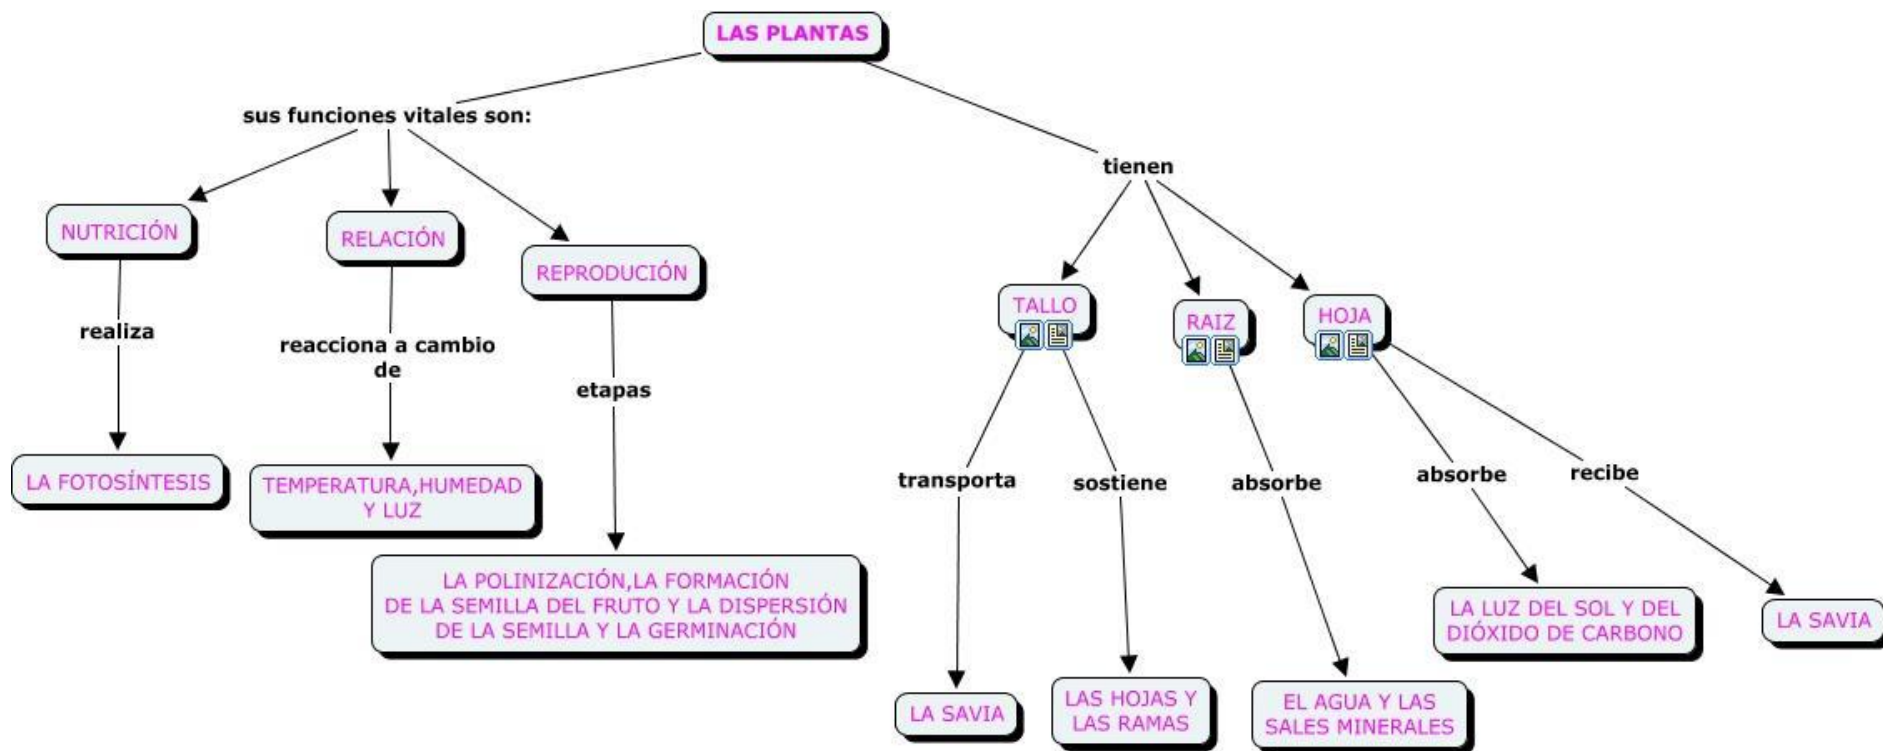 LAS PLANTAS
sus funciones vitales son:
tienen
NUTRICIÓN
RELACIÓN
REPRODUCIÓN
TALLO
RAIZ
HOJA
realiza
reacciona a cambio
de
etapas
transporta
sostiene
absorbe
absorbe
recibe
LA FOTOSÍNTESIS
TEMPERATURA,HUMEDAD
Y LUZ
LA POLINIZACIÓN,LA FORMACIÓN
DE LA SEMILLA DEL FRUTO Y LA DISPERSIÓN
DE LA SEMILLA Y LA GERMINACIÓN
LA SAVIA
LAS HOJAS Y
LAS RAMAS
EL AGUA Y LAS
SALES MINERALES
LA LUZ DEL SOL Y DEL
DIÓXIDO DE CARBONO
LA SAVIA